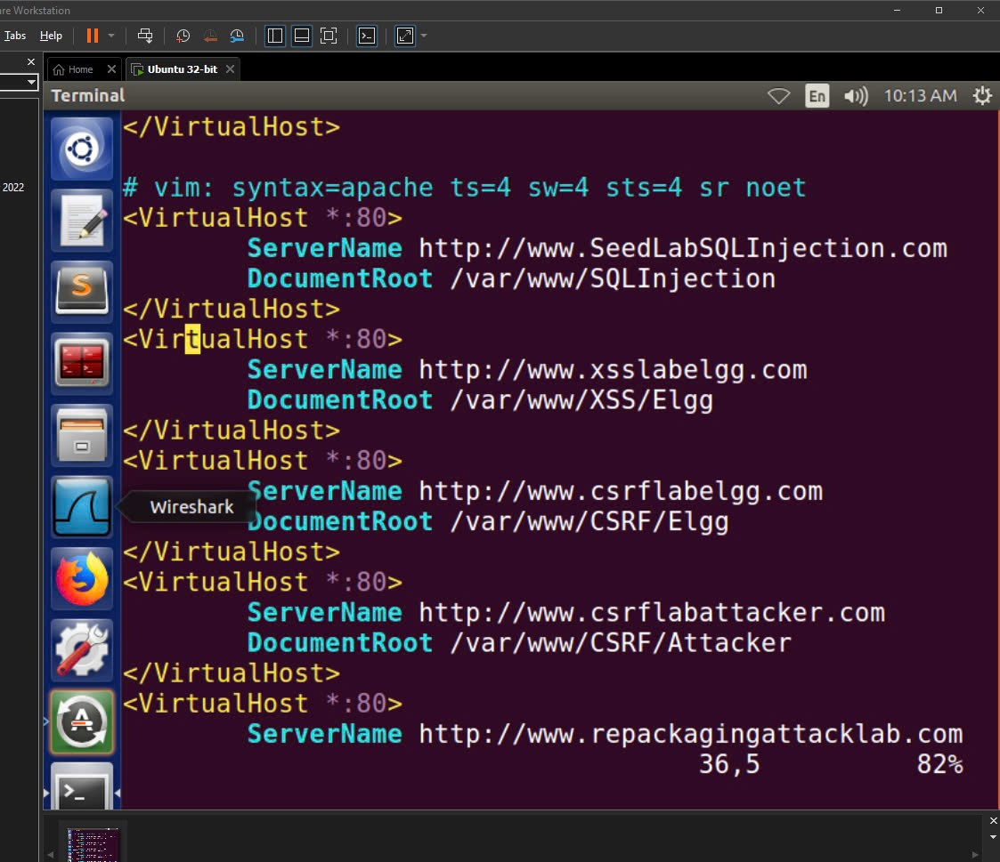 re Workstation
Tabs Help
Home Ubuntu 32-bit
Terminal En 10:13 AM
2022
</VirtualHost>
# vim: syntax=apache ts=4 sw=4 sts=4 sr noet
<VirtualHost *:80>
ServerName http://www.SeedLabSQLInjection.com
DocumentRoot /var/www/SQLInjection
</VirtualHost>
<VirtualHost *:80>
ServerName http://www.xsslabelgg.com
DocumentRoot /var/www/XSS/Elgg
</VirtualHost>
<VirtualHost *:80>
ServerName http://www.csrflabelgg.com
Wireshark
DocumentRoot /var/www/CSRF/Elgg
</VirtualHost>
<VirtualHost *:80>
ServerName http://www.csrflabattacker.com
DocumentRoot /var/www/CSRF/Attacker
</VirtualHost>
<VirtualHost *:80>
ServerName http://www.repackagingattacklab.com
36,5 82%